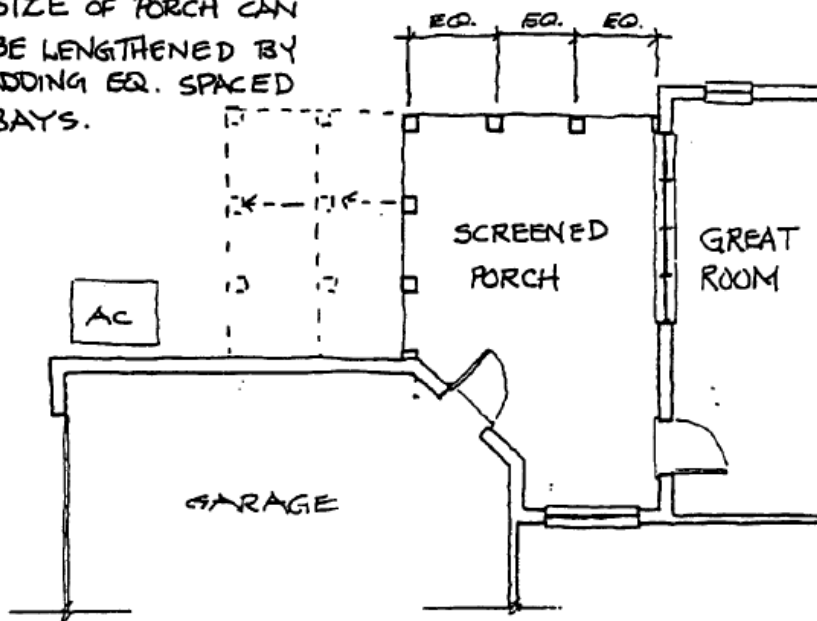 SIZE OF PORCH CAN
BE LENGTHENED BY
ADDING EQ. SPACED
BAYS.
EQ. EQ. EQ.
SCREENED
PORCH
GREAT
ROOM
AC
GARAGE